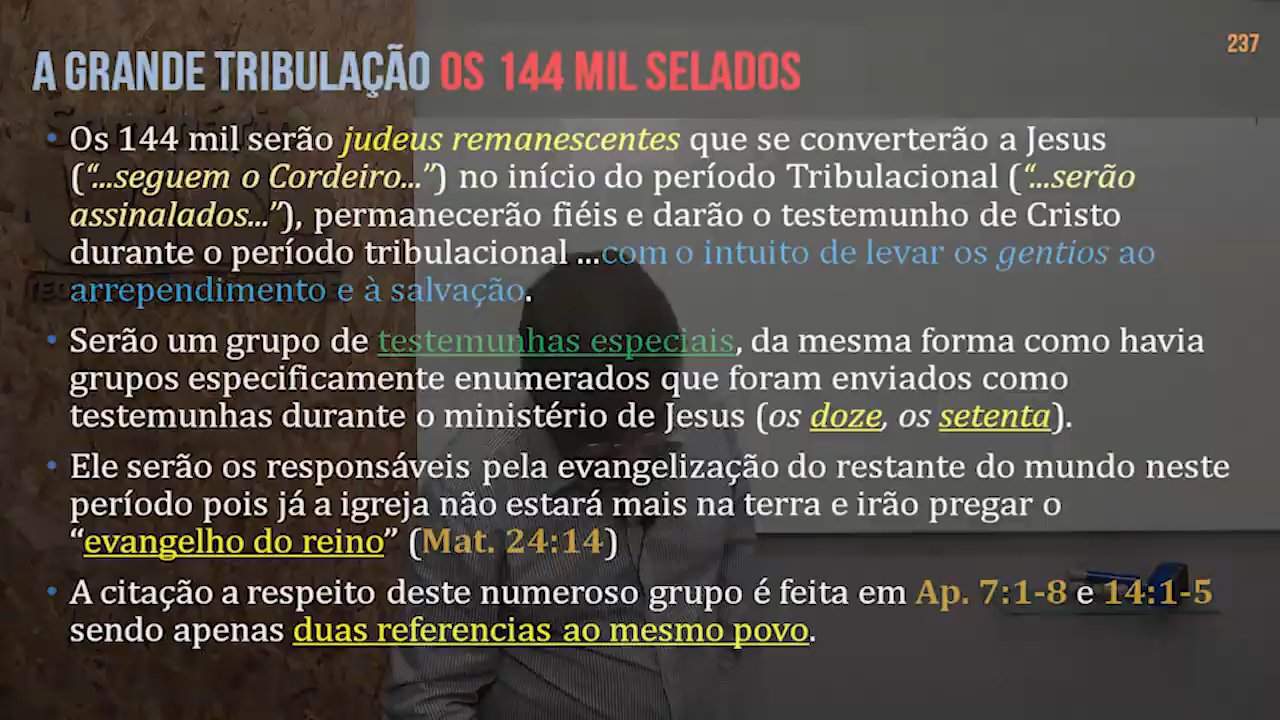 237
A GRANDE TRIBULAÇÃO OS 144 MIL SELADOS
• Os 144 mil serão judeus remanescentes que se converterão a Jesus
(“...seguem o Cordeiro...”) no início do período Tribulacional (“...serão
assinalados...”), permanecerão fiéis e darão o testemunho de Cristo
durante o período tribulacional ...com o intuito de levar os gentios ao
arrependimento e à salvação.
• Serão um grupo de testemunhas especiais, da mesma forma como havia
grupos especificamente enumerados que foram enviados como
testemunhas durante o ministério de Jesus (os doze, os setenta).
• Ele serão os responsáveis pela evangelização do restante do mundo neste
período pois já a igreja não estará mais na terra e irão pregar o
“evangelho do reino” (Mat. 24:14)
• A citação a respeito deste numeroso grupo é feita em Ap. 7:1-8 e 14:1-5
sendo apenas duas referencias ao mesmo povo.